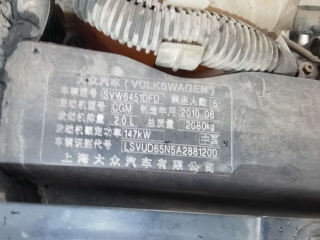 大众汽车(VOLKSWAGEN)
车辆型号 SVW6451DFD 乘坐人数 5
发动机型号 CGM 制造年月 2010 06
发动机排量 2.0 L 总质量 2080kg
发动机额定功率 147kW 中国
车辆识别代号 LSVUD65N5A2881200
上海大众汽车有限公司